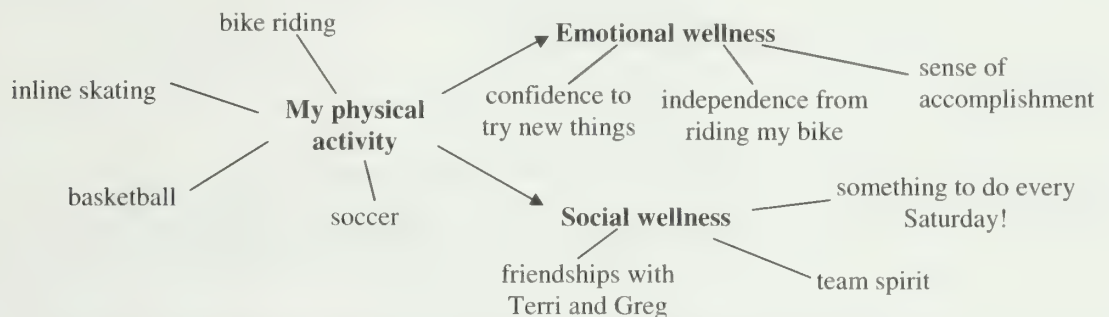 bike riding
inline skating
My physical
activity
basketball
soccer
Emotional wellness
confidence to
try new things
independence from
riding my bike
sense of
accomplishment
Social wellness
something to do every
Saturday!
friendships with
Terri and Greg
team spirit